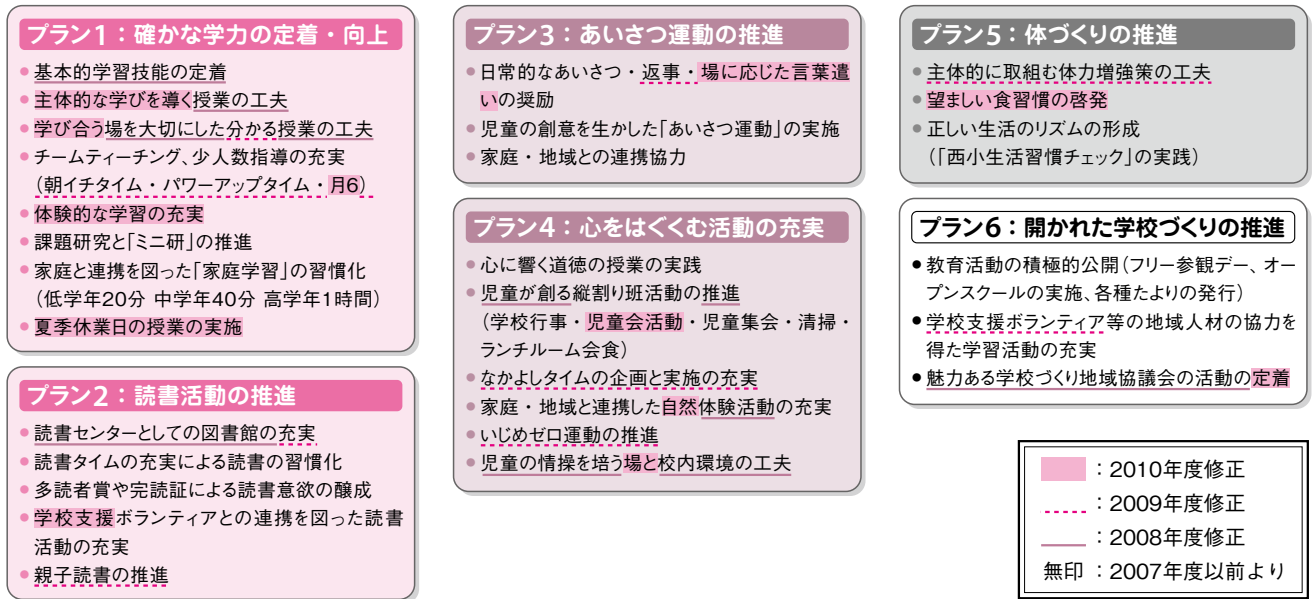 プラン1：確かな学力の定着・向上
●基本的学習技能の定着
●主体的な学びを導く授業の工夫
●学び合う場を大切にした分かる授業の工夫
●チームティーチング、少人数指導の充実
（朝イチタイム・パワーアップタイム・月6）
●体験的な学習の充実
●課題研究と「ミニ研」の推進
●家庭と連携を図った「家庭学習」の習慣化
（低学年20分 中学年40分 高学年1時間）
●夏季休業日の授業の実施
プラン2：読書活動の推進
●読書センターとしての図書館の充実
●読書タイムの充実による読書の習慣化
●多読者賞や完読証による読書意欲の醸成
●学校支援ボランティアとの連携を図った読書
活動の充実
●親子読書の推進
プラン3：あいさつ運動の推進
●日常的なあいさつ・返事・場に応じた言葉遣
いの奨励
●児童の創意を生かした「あいさつ運動」の実施
●家庭・地域との連携協力
プラン4：心をはぐくむ活動の充実
●心に響く道徳の授業の実践
●児童が創る縦割り班活動の推進
（学校行事・児童会活動・児童集会・清掃・
ランチルーム会食）
●なかよしタイムの企画と実施の充実
●家庭・地域と連携した自然体験活動の充実
●いじめゼロ運動の推進
●児童の情操を培う場と校内環境の工夫
プラン5：体づくりの推進
●主体的に取組む体力増強策の工夫
●望ましい食習慣の啓発
●正しい生活のリズムの形成
（「西小生活習慣チェック」の実践）
プラン6：開かれた学校づくりの推進
●教育活動の積極的公開（フリー参観デー、オー
プンスクールの実施、各種たよりの発行）
●学校支援ボランティア等の地域人材の協力を
得た学習活動の充実
●魅力ある学校づくり地域協議会の活動の定着
：2010年度修正
：2009年度修正
：2008年度修正
無印：2007年度以前より